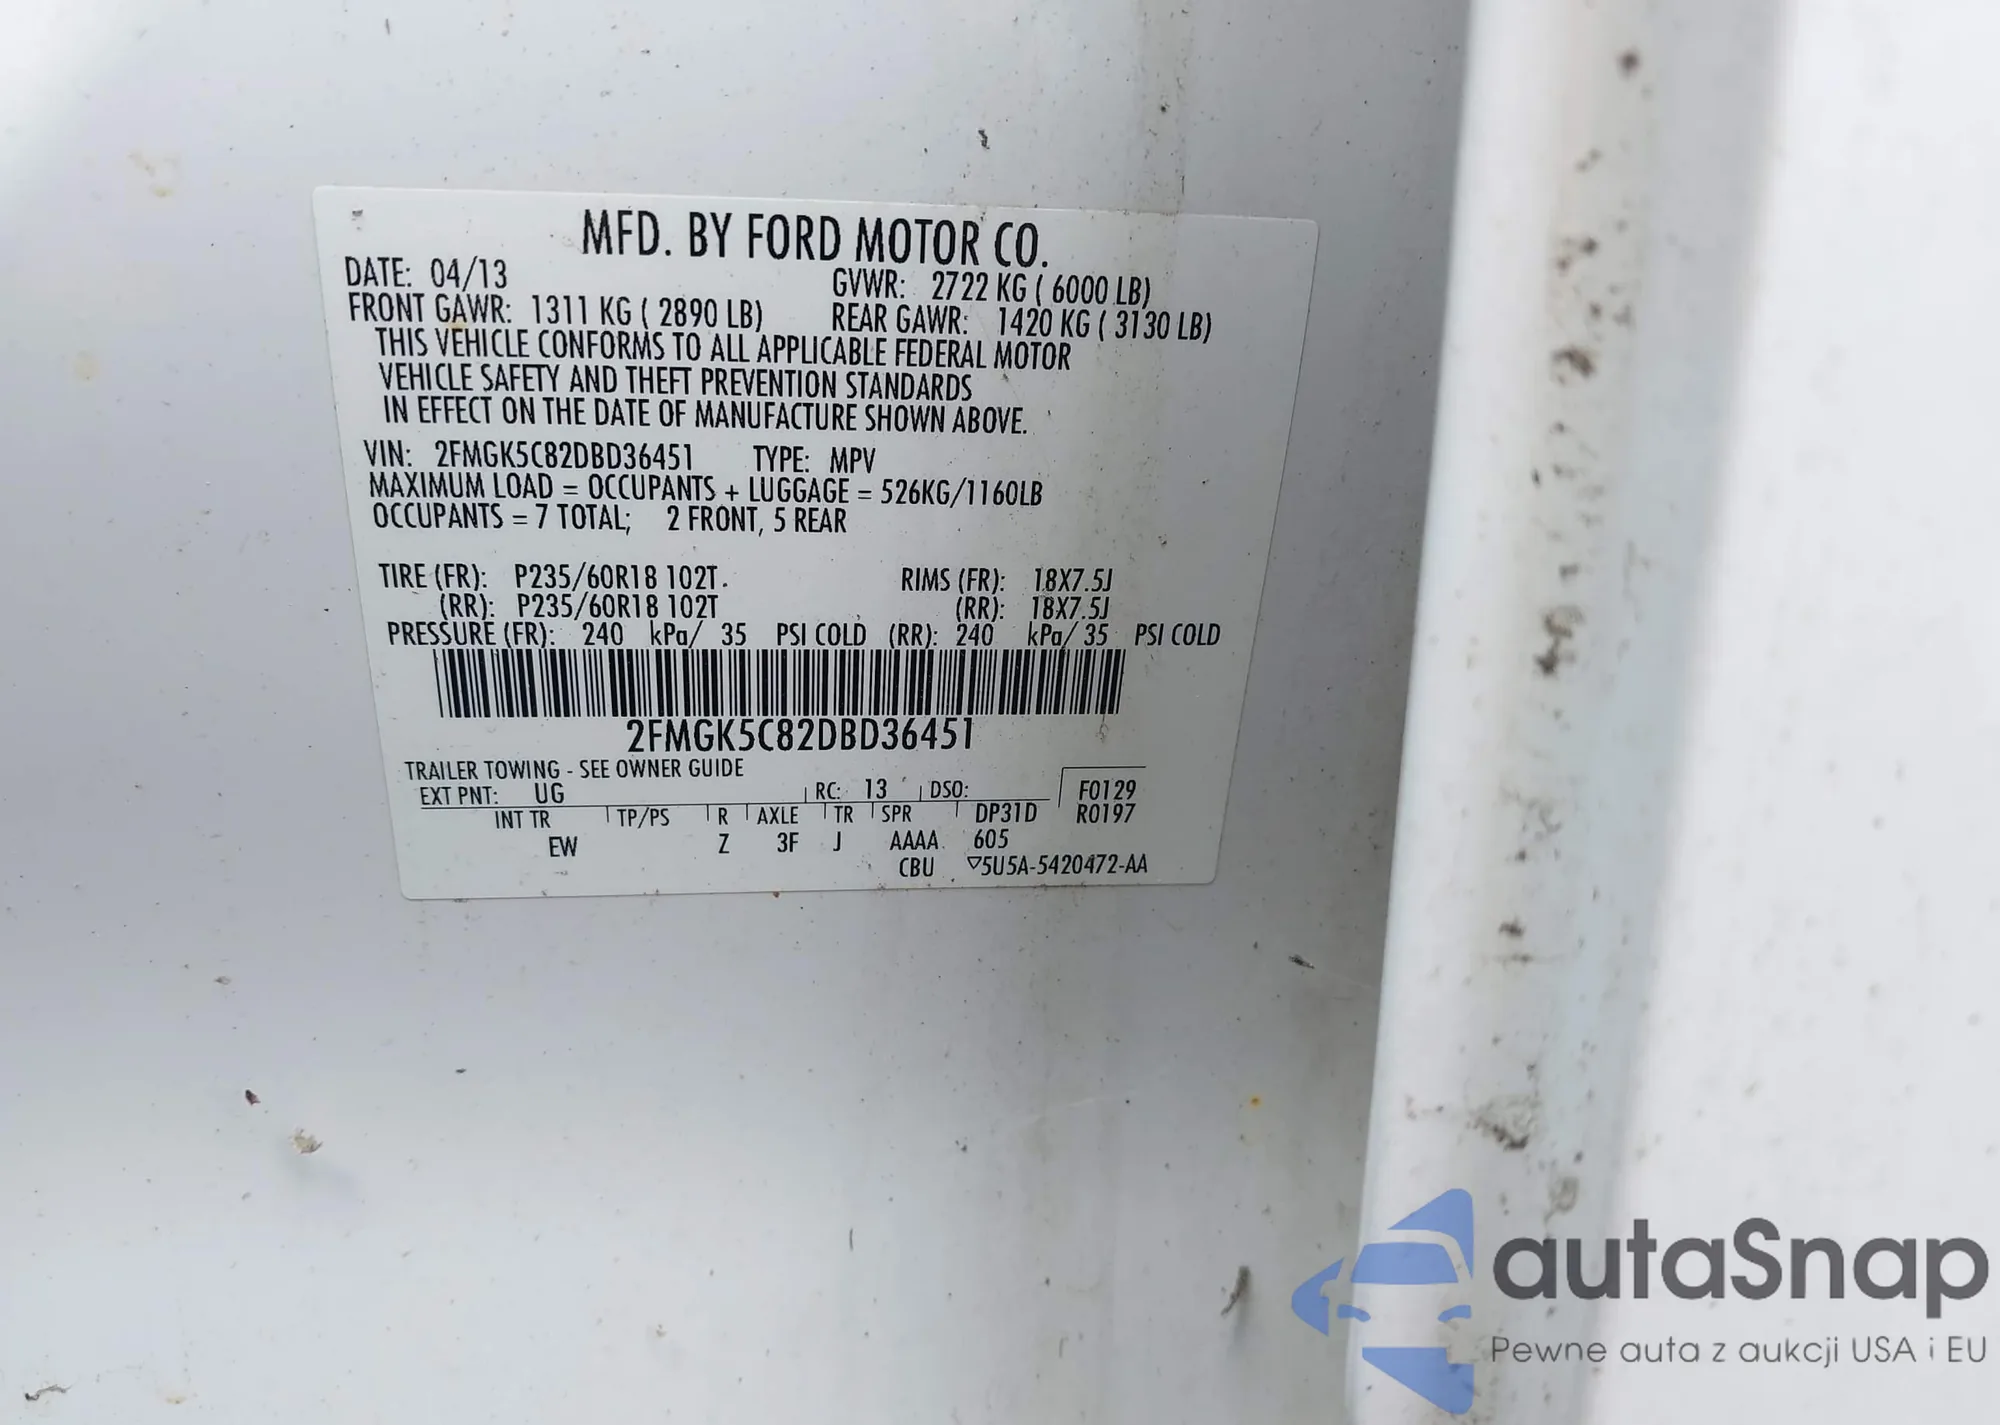 MFD. BY FORD MOTOR CO.
DATE: 04/13 GVWR: 2722 KG ( 6000 LB)
FRONT GAWR: 1311 KG ( 2890 LB) REAR GAWR: 1420 KG ( 3130 LB)
THIS VEHICLE CONFORMS TO ALL APPLICABLE FEDERAL MOTOR
VEHICLE SAFETY AND THEFT PREVENTION STANDARDS
IN EFFECT ON THE DATE OF MANUFACTURE SHOWN ABOVE.
VIN: 2FMGK5C82DBD36451 TYPE: MPV
MAXIMUM LOAD = OCCUPANTS + LUGGAGE = 526KG/1160LB
OCCUPANTS = 7 TOTAL; 2 FRONT, 5 REAR
TIRE (FR): P235/60R18 102T RIMS (FR): 18X7.5J
(RR): P235/60R18 102T (RR): 18X7.5J
PRESSURE (FR): 240 kPa/ 35 PSI COLD (RR): 240 kPa/ 35 PSI COLD
2FMGK5C82DBD36451
TRAILER TOWING - SEE OWNER GUIDE
EXT PNT: UG RC: 13 DSO: F0129
INT TR TP/PS R AXLE TR SPR DP31D R0197
EW Z 3F J AAAA 605
CBU ▽5U5A-5420472-AA
autaSnap
Pewne auta z aukcji USA i EU